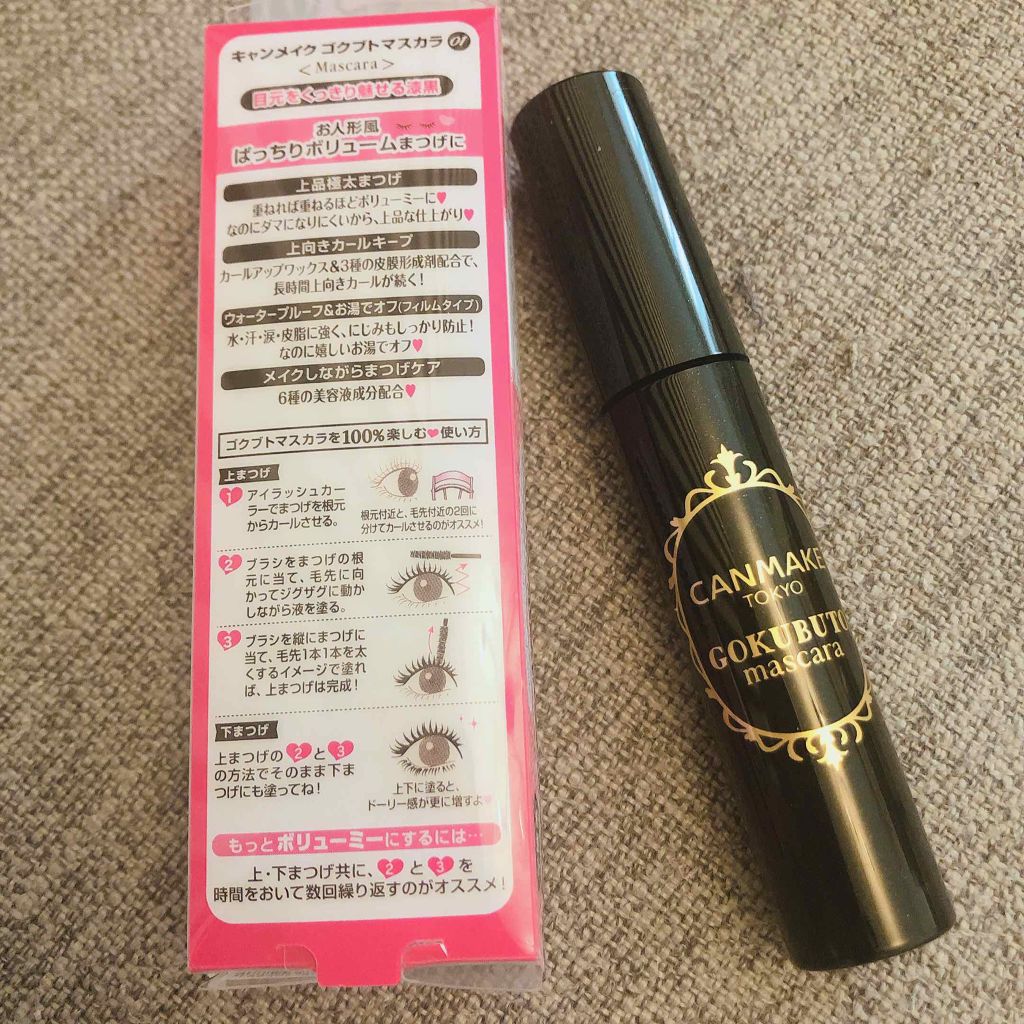 キャンメイク ゴクブトマスカラ 01
＜Mascara＞
目元をくっきり魅せる漆黒
お人形風
ぱっちりボリュームまつげに
上品極太まつげ
重ねれば重ねるほどボリューミーに♥
なのにダマになりにくいから、上品な仕上がり♥
上向きカールキープ
カールアップワックス&3種の皮膜形成剤配合で、
長時間上向きカールが続く!
ウォータープルーフ&お湯でオフ(フィルムタイプ)
水・汗・涙・皮脂に強く、にじみもしっかり防止!
なのに嬉しいお湯でオフ♥
メイクしながらまつげケア
6種の美容液成分配合♥
ゴクブトマスカラを100%楽しむ♥使い方
上まつげ
1 アイラッシュカー
ラーでまつげを根元
からカールさせる。
根元付近と、毛先付近の2回に
分けてカールさせるのがオススメ!
2 ブラシをまつげの根
元に当て、毛先に向
かってジグザグに動か
しながら液を塗る。
3 ブラシを縦にまつげに
当て、毛先1本1本を太
くするイメージで塗れ
ば、上まつげは完成!
下まつげ
上まつげの 2 と 3
の方法でそのまま下ま
つげにも塗ってね!
上下に塗ると、
ドーリー感が更に増すよ♥
もっとボリューミーにするには…
上・下まつげ共に、2 と 3 を
時間をおいて数回繰り返すのがオススメ!
CANMAKE
TOKYO
GOKUBUTO
mascara